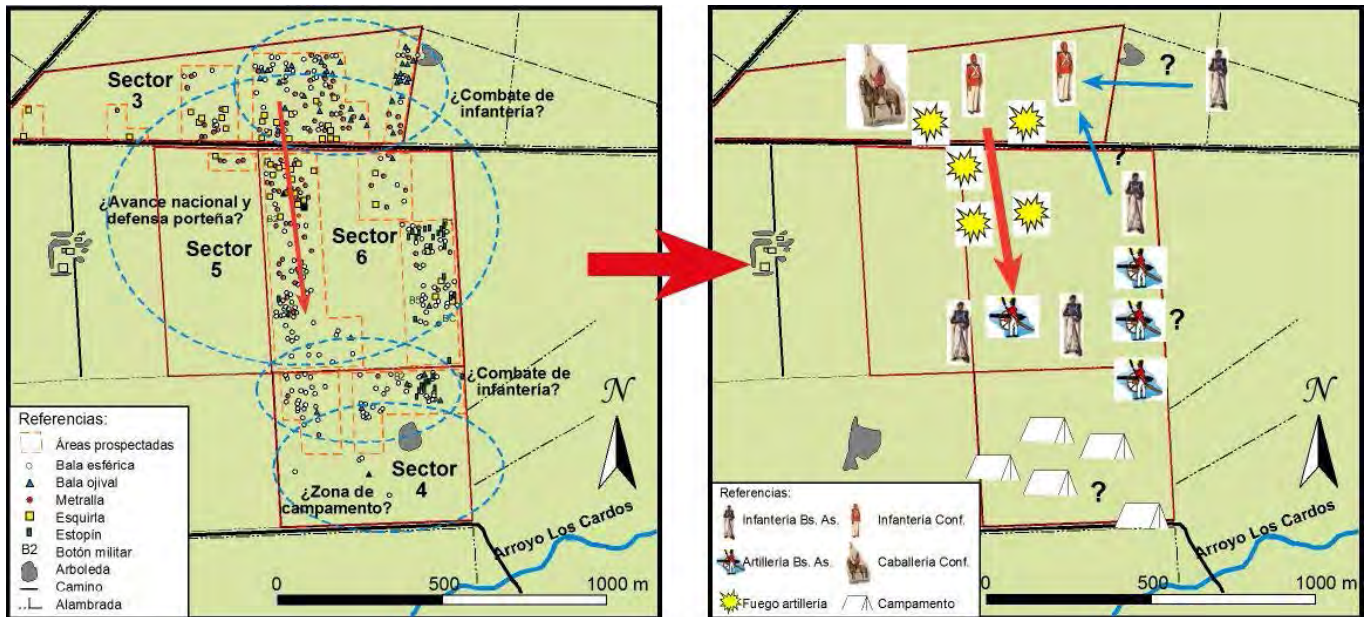 Sector
3
¿Combate de
infantería?
¿Avance nacional y
defensa porteña?
B2
Sector
5
Sector
6
B5
BC
¿Combate de
infantería?
N
Sector
4
¿Zona de
campamento?
Arroyo Los Cardos
0 500 1000 m
Referencias:
Áreas prospectadas
Bala esférica
Bala ojival
Metralla
Esquirla
Estopín
B2 Botón militar
Arboleda
Camino
Alambrada
?
?
?
N
?
Arroyo Los Cardos
0 500 1000 m
Referencias:
Infantería Bs. As.
Infantería Conf.
Artillería Bs. As.
Caballería Conf.
Fuego artillería
Campamento